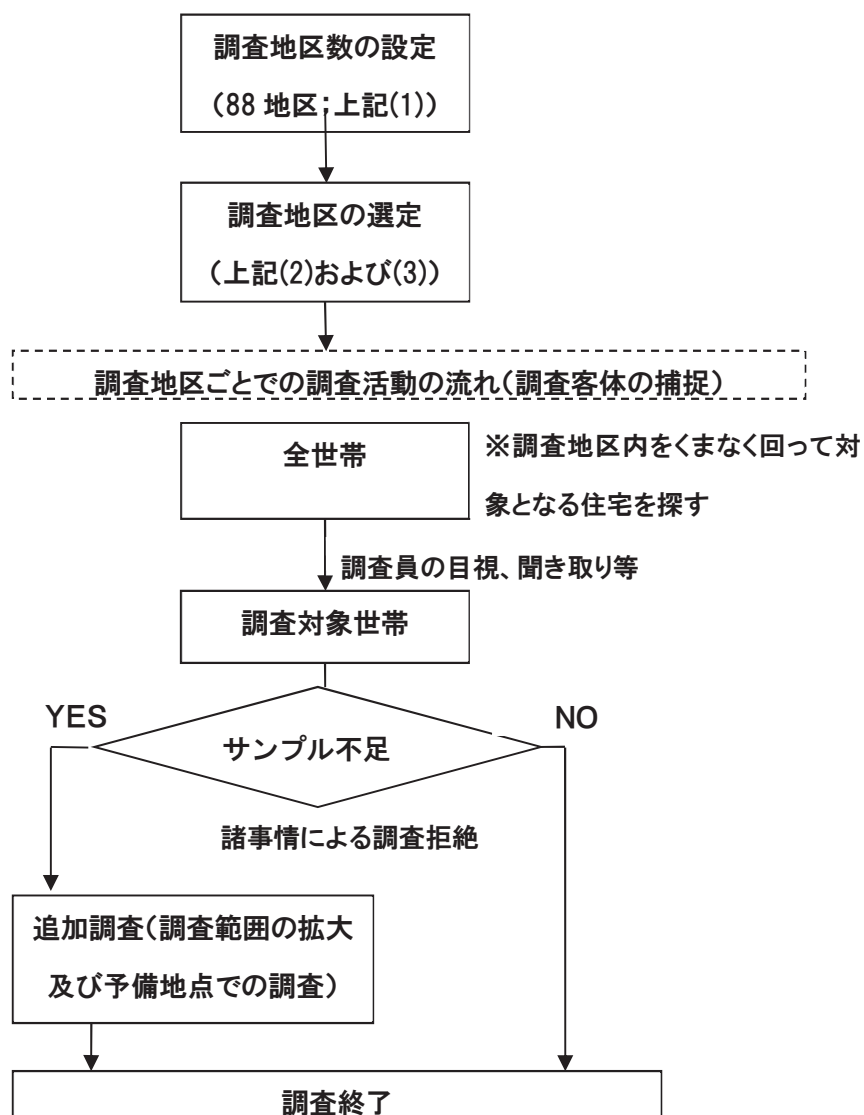 調査地区数の設定
（88 地区；上記(1)）
調査地区の選定
（上記(2)および(3)）
調査地区ごとでの調査活動の流れ（調査客体の捕捉）
全世帯
※調査地区内をくまなく回って対
象となる住宅を探す
調査員の目視、聞き取り等
調査対象世帯
YES
NO
サンプル不足
諸事情による調査拒絶
追加調査（調査範囲の拡大
及び予備地点での調査）
調査終了